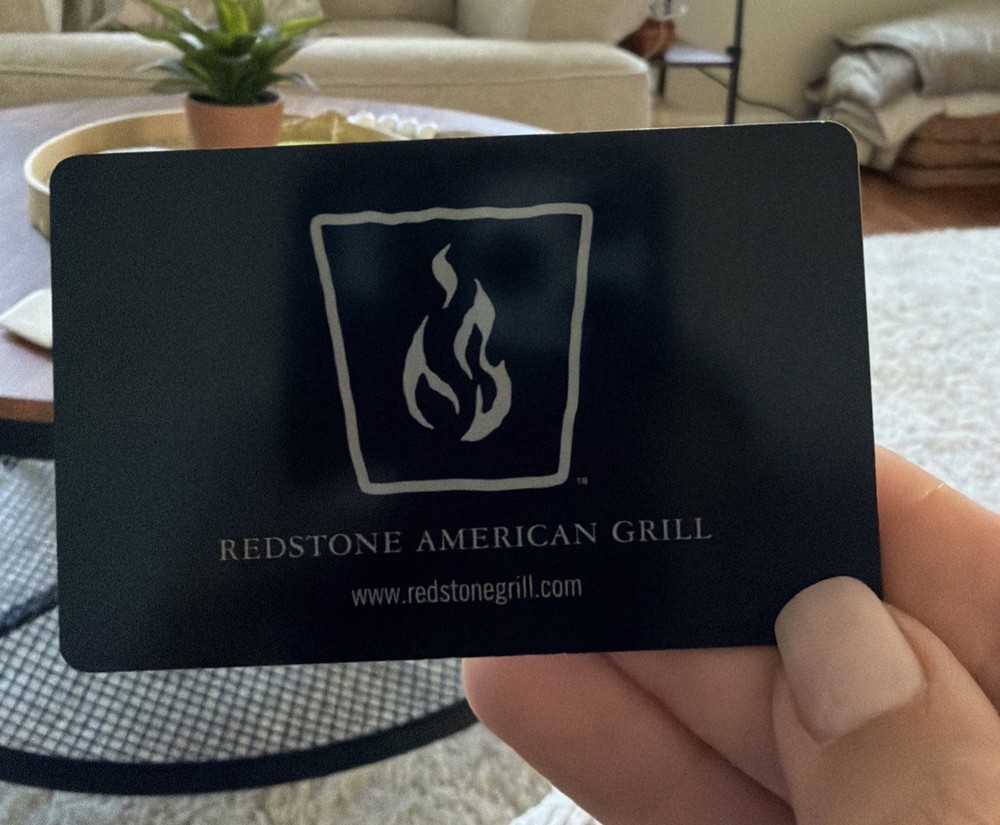 ™
REDSTONE AMERICAN GRILL
www.redstonegrill.com